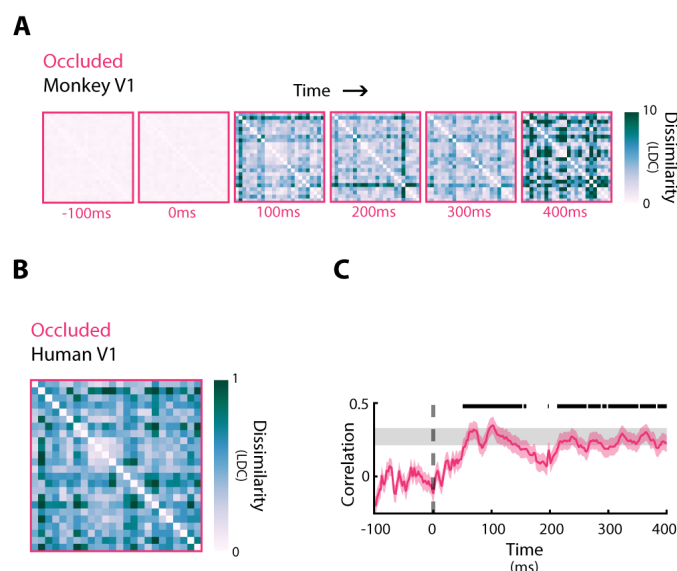 A
Occluded
Monkey V1
Time →
10
Dissimilarity
(LDC)
0
-100ms
0ms
100ms
200ms
300ms
400ms
B
Occluded
Human V1
1
Dissimilarity
(LDC)
0
C
0.5
Correlation
0
-100
0
100
200
300
400
Time
(ms)